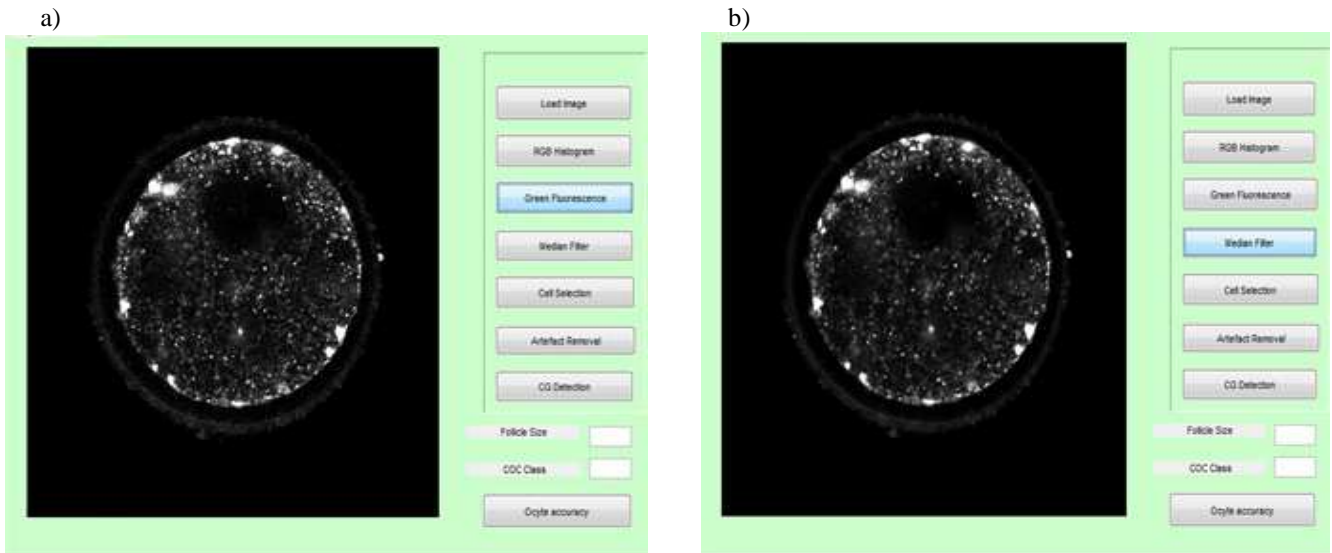 a)
Load Image
RGB Histogram
Green Fluorescence
Median Filter
Cell Selection
Artefact Removal
CG Detection
Follicle Size
COC Class
Ocyte accuracy
b)
Load Image
RGB Histogram
Green Fluorescence
Median Filter
Cell Selection
Artefact Removal
CG Detection
Follicle Size
COC Class
Ocyte accuracy